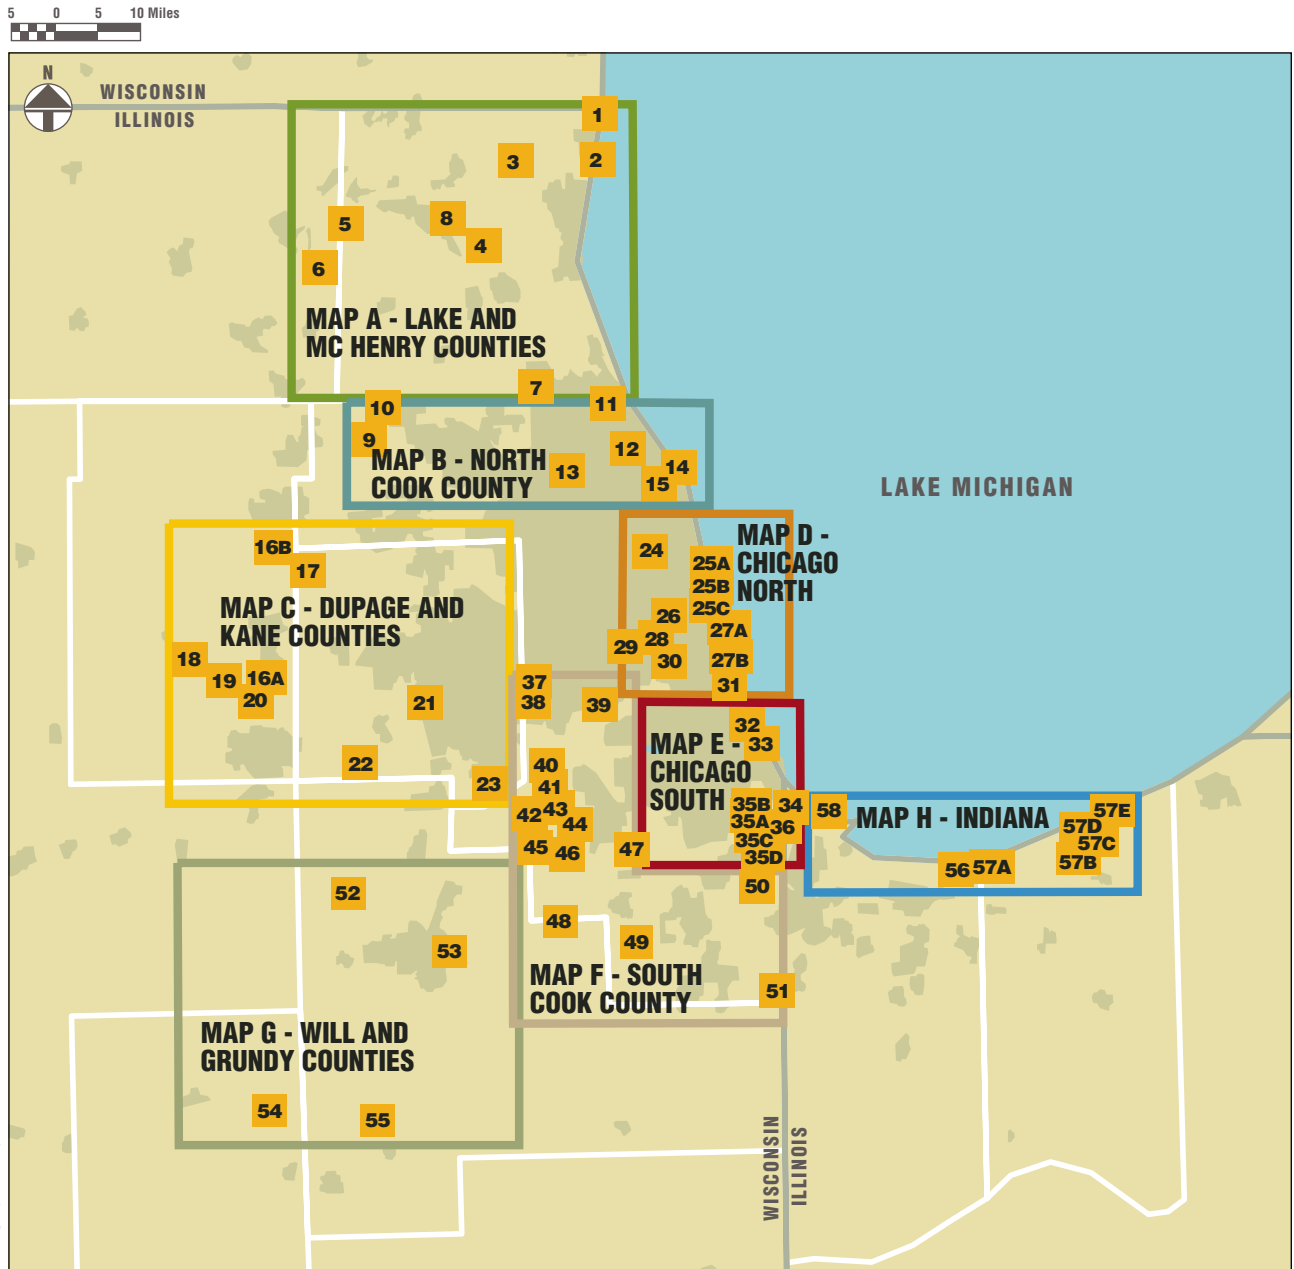 5 0 5 10 Miles
N
WISCONSIN
ILLINOIS
1
2
3
5
8
4
6
MAP A - LAKE AND
MC HENRY COUNTIES
7
10
11
9
12
MAP B - NORTH
COOK COUNTY
13
14
15
LAKE MICHIGAN
16B
17
MAP C - DUPAGE AND
KANE COUNTIES
18
19
16A
20
21
22
23
24
MAP D -
CHICAGO
NORTH
25A
25B
25C
26
27A
28
29
30
27B
31
37
38
39
32
33
MAP E -
CHICAGO
SOUTH
40
41
42
43
44
45
46
47
35B
34
35A
36
35C
35D
58
MAP H - INDIANA
57E
57D
57C
57B
56
57A
50
52
53
48
49
MAP F - SOUTH
COOK COUNTY
51
MAP G - WILL AND
GRUNDY COUNTIES
54
55
WISCONSIN
ILLINOIS